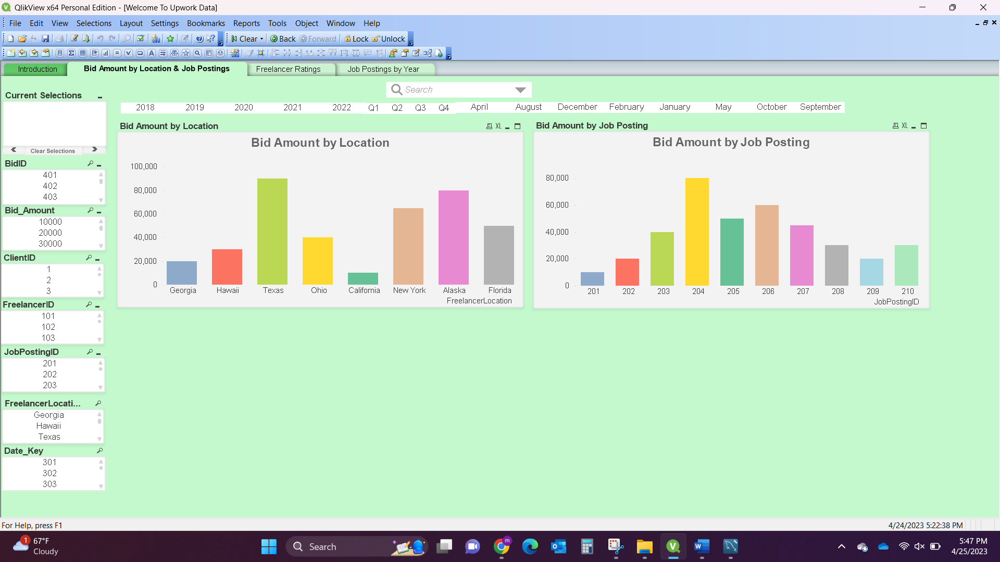 QlikView x64 Personal Edition - [Welcome To Upwork Data]
File Edit View Selections Layout Settings Bookmarks Reports Tools Object Window Help
Clear Back Forward Lock Unlock
Introduction Bid Amount by Location & Job Postings Freelancer Ratings Job Postings by Year
Search
2018 2019 2020 2021 2022 Q1 Q2 Q3 Q4 April August December February January May October September
Current Selections
Clear Selections
BidID
401
402
403
Bid_Amount
10000
20000
30000
ClientID
1
2
3
FreelancerID
101
102
103
JobPostingID
201
202
203
FreelancerLocati...
Georgia
Hawaii
Texas
Date_Key
301
302
303
Bid Amount by Location XL
Bid Amount by Location
100,000
80,000
60,000
40,000
20,000
0
Georgia Hawaii Texas Ohio California New York Alaska Florida
FreelancerLocation
Bid Amount by Job Posting XL
Bid Amount by Job Posting
80,000
60,000
40,000
20,000
0
201 202 203 204 205 206 207 208 209 210
JobPostingID
For Help, press F1 4/24/2023 5:22:38 PM
1 67°F
Cloudy
Search
m
5:47 PM
4/25/2023